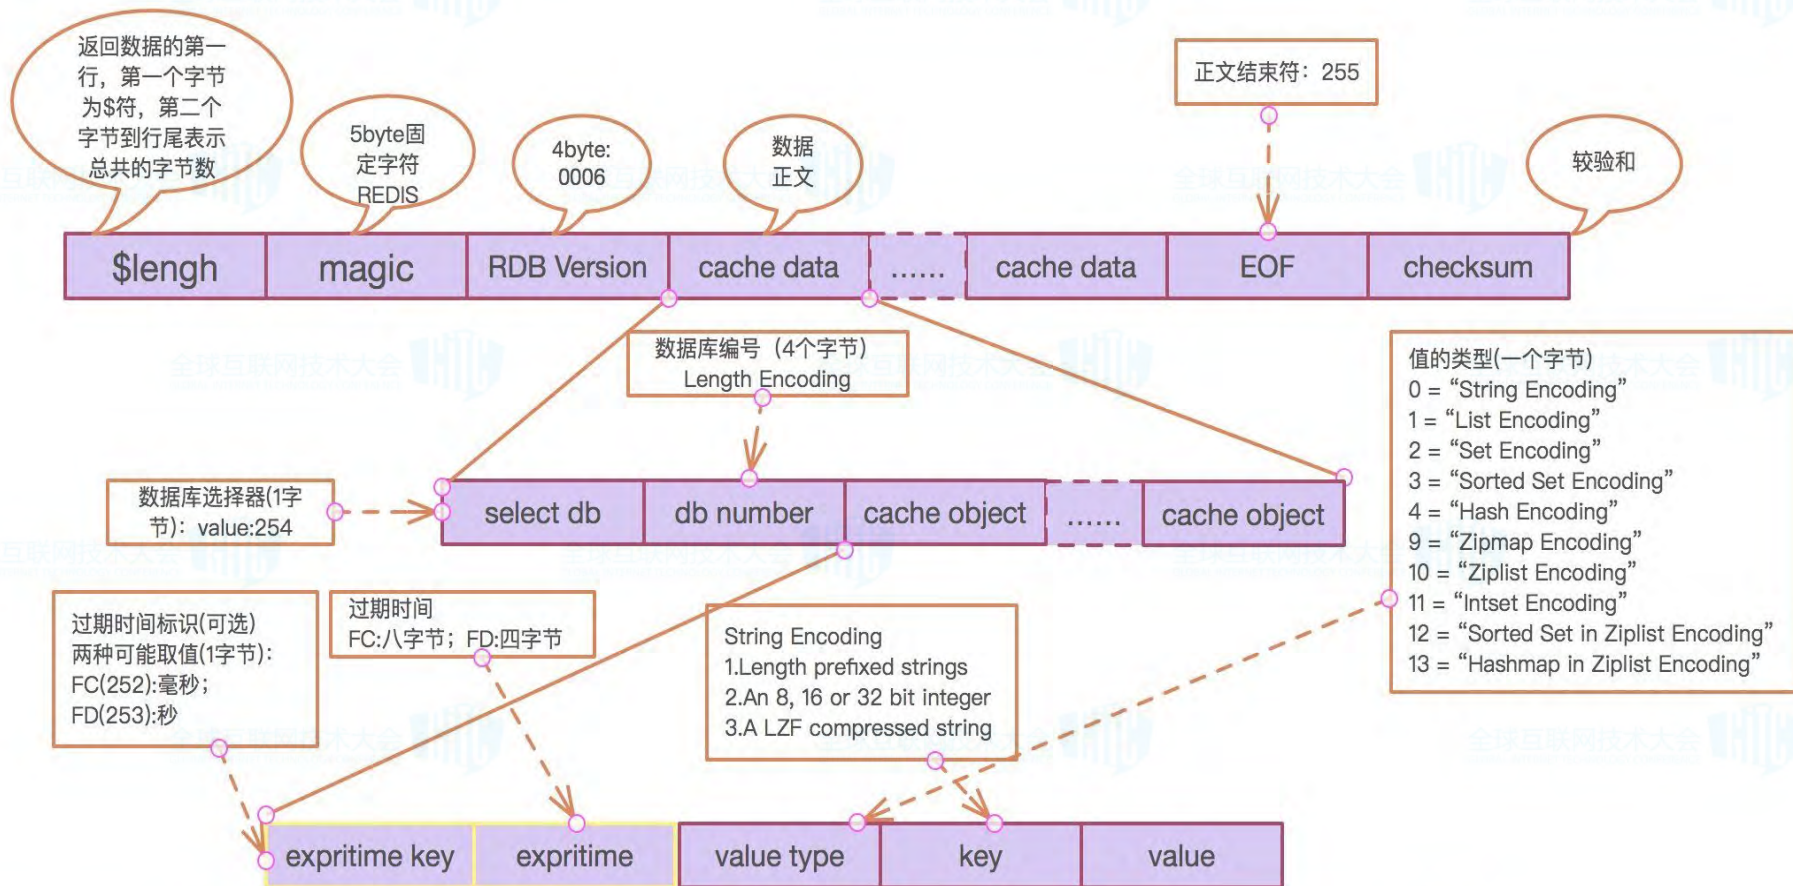 返回数据的第一
行，第一个字节
为$符，第二个
字节到行尾表示
总共的字节数
5byte固
定字符
REDIS
4byte:
0006
数据
正文
正文结束符：255
较验和
$lengh
magic
RDB Version
cache data
......
cache data
EOF
checksum
数据库编号（4个字节）
Length Encoding
值的类型(一个字节)
0 = “String Encoding”
1 = “List Encoding”
2 = “Set Encoding”
3 = “Sorted Set Encoding”
4 = “Hash Encoding”
9 = “Zipmap Encoding”
10 = “Ziplist Encoding”
11 = “Intset Encoding”
12 = “Sorted Set in Ziplist Encoding”
13 = “Hashmap in Ziplist Encoding”
数据库选择器(1字
节)：value:254
select db
db number
cache object
......
cache object
过期时间标识(可选)
两种可能取值(1字节)：
FC(252):毫秒；
FD(253):秒
过期时间
FC:八字节；FD:四字节
String Encoding
1.Length prefixed strings
2.An 8, 16 or 32 bit integer
3.A LZF compressed string
expritime key
expritime
value type
key
value
全球互联网技术大会